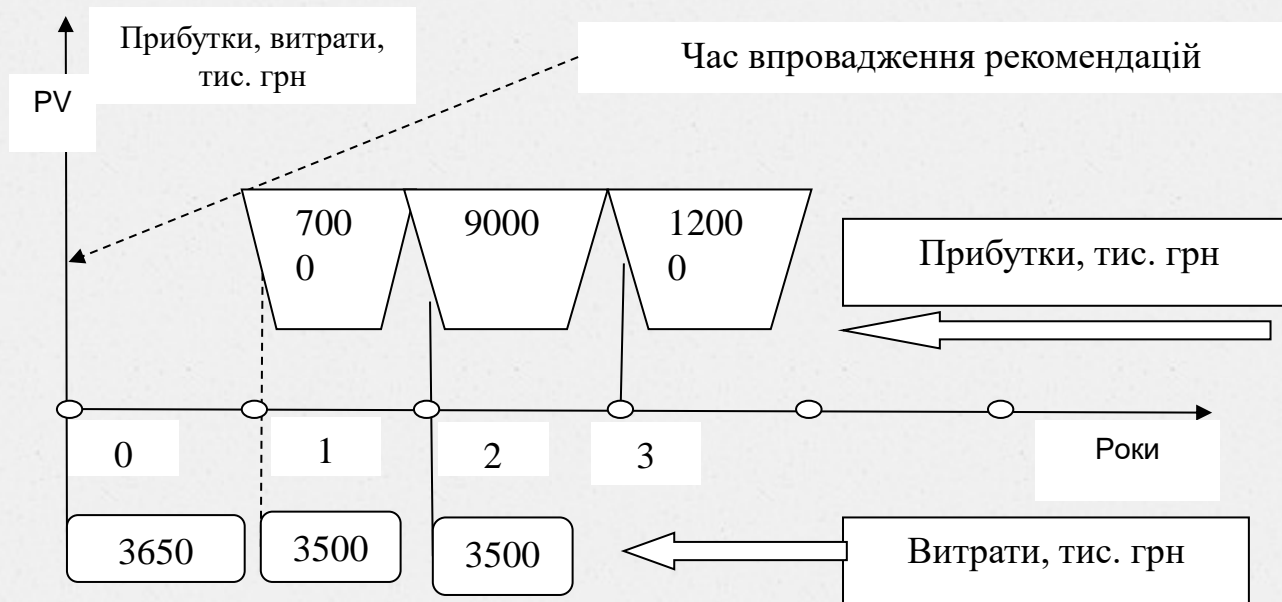 Прибутки, витрати,
тис. грн
Час впровадження рекомендацій
PV
700
0
9000
1200
0
Прибутки, тис. грн
0
1
2
3
Роки
3650
3500
3500
Витрати, тис. грн